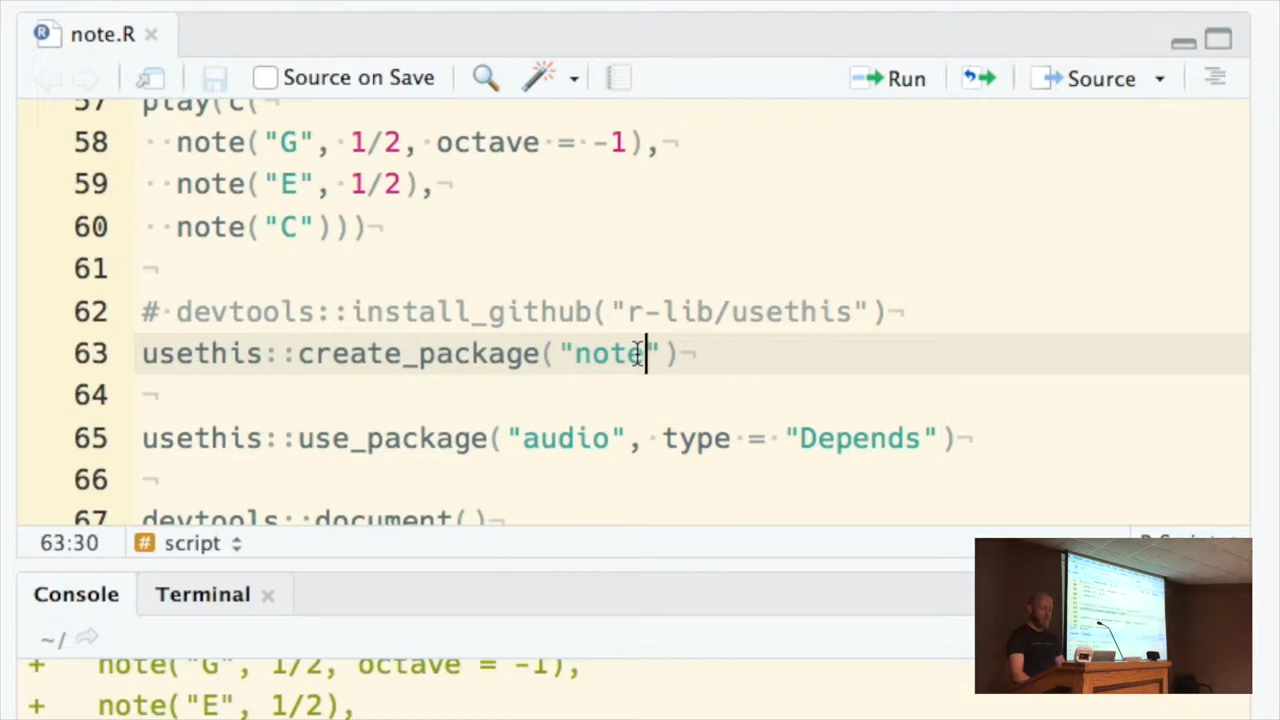 note.R
Source on Save
Run
Source
57 play(c(¬
58 ··note("G",·1/2,·octave·=·-1),¬
59 ··note("E",·1/2),¬
60 ··note("C")))¬
61 ¬
62 #·devtools::install_github("r-lib/usethis")¬
63 usethis::create_package("note")¬
64 ¬
65 usethis::use_package("audio",·type·=·"Depends")¬
66 ¬
67 devtools::document()¬
63:30 # script
Console Terminal
~/
+ note("G", 1/2, octave = -1),
+ note("E", 1/2),